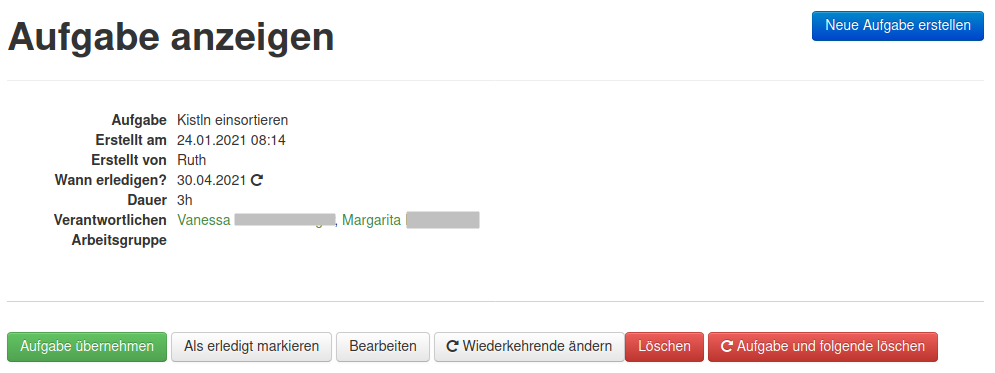 Aufgabe anzeigen
Neue Aufgabe erstellen
Aufgabe Kistln einsortieren
Erstellt am 24.01.2021 08:14
Erstellt von Ruth
Wann erledigen? 30.04.2021
Dauer 3h
Verantwortlichen Vanessa , Margarita
Arbeitsgruppe
Aufgabe übernehmen Als erledigt markieren Bearbeiten Wiederkehrende ändern Löschen Aufgabe und folgende löschen